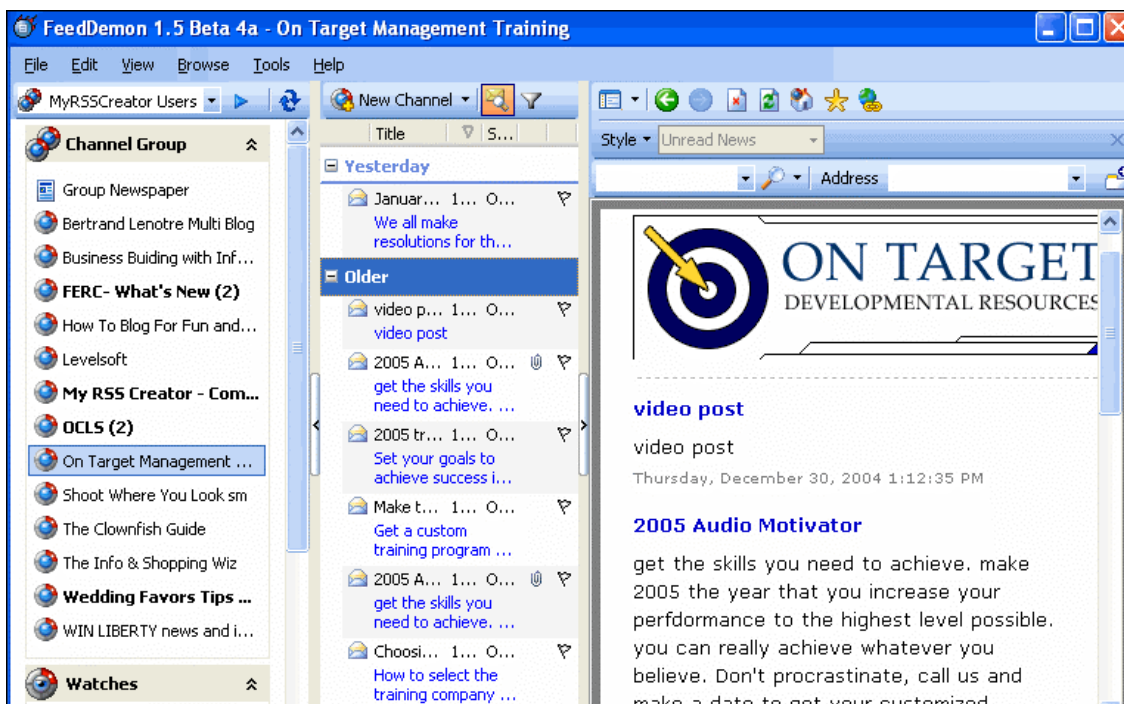 FeedDemon 1.5 Beta 4a - On Target Management Training
File Edit View Browse Tools Help
MyRSSCreator Users
Channel Group
Group Newspaper
Bertrand Lenotre Multi Blog
Business Buiding with Inf...
FERC- What's New (2)
How To Blog For Fun and...
Levelsoft
My RSS Creator - Com...
OCLS (2)
On Target Management ...
Shoot Where You Look sm
The Clownfish Guide
The Info & Shopping Wiz
Wedding Favors Tips ...
WIN LIBERTY news and i...
Watches
New Channel
Title S...
Yesterday
Januar... 1... O...
We all make
resolutions for th...
Older
video p... 1... O...
video post
2005 A... 1... O...
get the skills you
need to achieve. ...
2005 tr... 1... O...
Set your goals to
achieve success i...
Make t... 1... O...
Get a custom
training program ...
2005 A... 1... O...
get the skills you
need to achieve. ...
Choosi... 1... O...
How to select the
training company ...
Style Unread News
Address
ON TARGET
DEVELOPMENTAL RESOURCES
video post
video post
Thursday, December 30, 2004 1:12:35 PM
2005 Audio Motivator
get the skills you need to achieve. make
2005 the year that you increase your
perfdormance to the highest level possible.
you can really achieve whatever you
believe. Don't procrastinate, call us and
make a date to get your customized